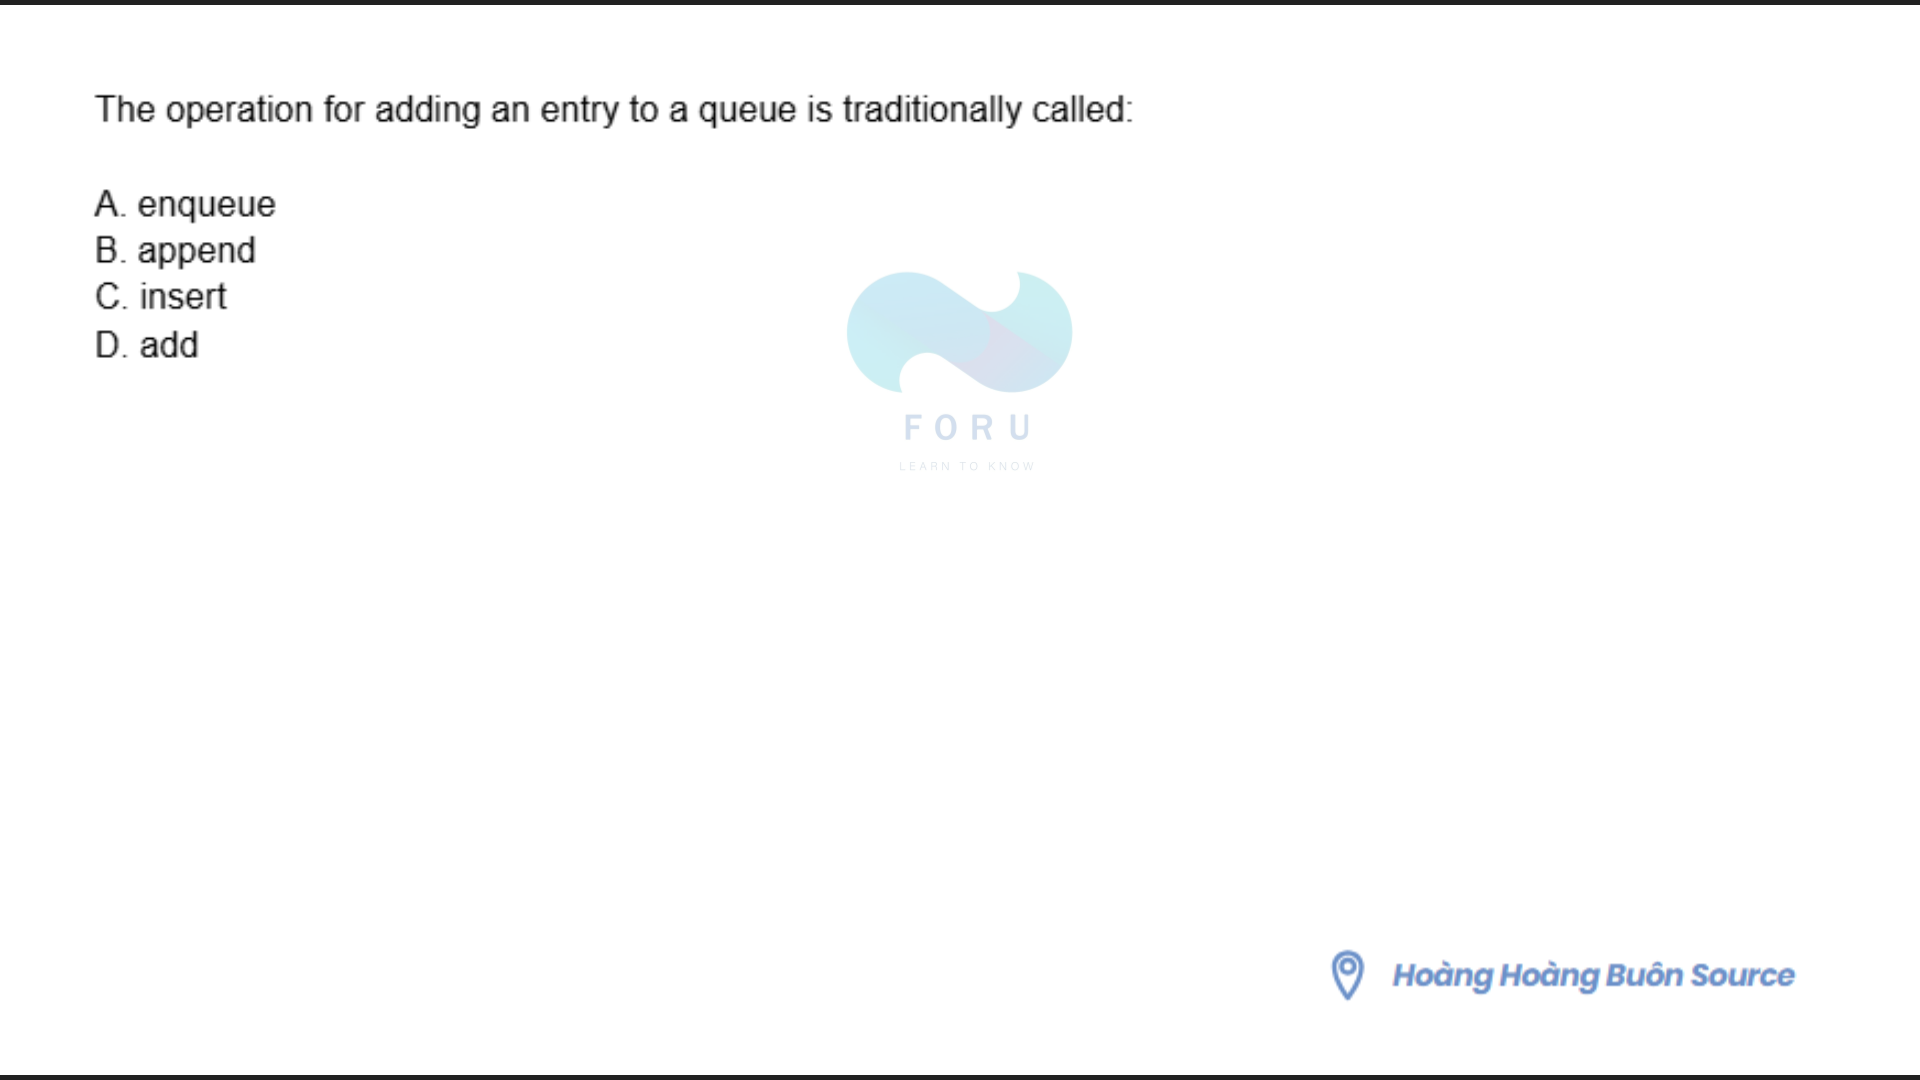 The operation for adding an entry to a queue is traditionally called:
A. enqueue
B. append
C. insert
D. add
FORU
LEARN TO KNOW
Hoàng Hoàng Buôn Source